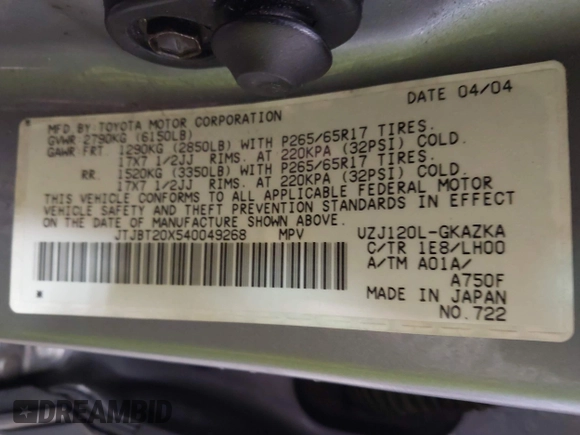 DATE 04/04
MFD BY: TOYOTA MOTOR CORPORATION
GVWR 2790KG (6150LB)
GAWR FRT. 1290KG (2850LB) WITH P265/65R17 TIRES.
17X7 1/2JJ RIMS. AT 220KPA (32PSI) COLD.
RR. 1520KG (3350LB) WITH P265/65R17 TIRES.
17X7 1/2JJ RIMS. AT 220KPA (32PSI) COLD.
THIS VEHICLE CONFORMS TO ALL APPLICABLE FEDERAL MOTOR
VEHICLE SAFETY AND THEFT PREVENTION STANDARDS IN EFFECT
ON THE DATE OF MANUFACTURE SHOWN ABOVE.
JTJBT20X540049268 MPV UZJ120L-GKAZKA
C/TR 1E8/LH00
A/TM A01A/
A750F
MADE IN JAPAN
NO.722
DREAMBID